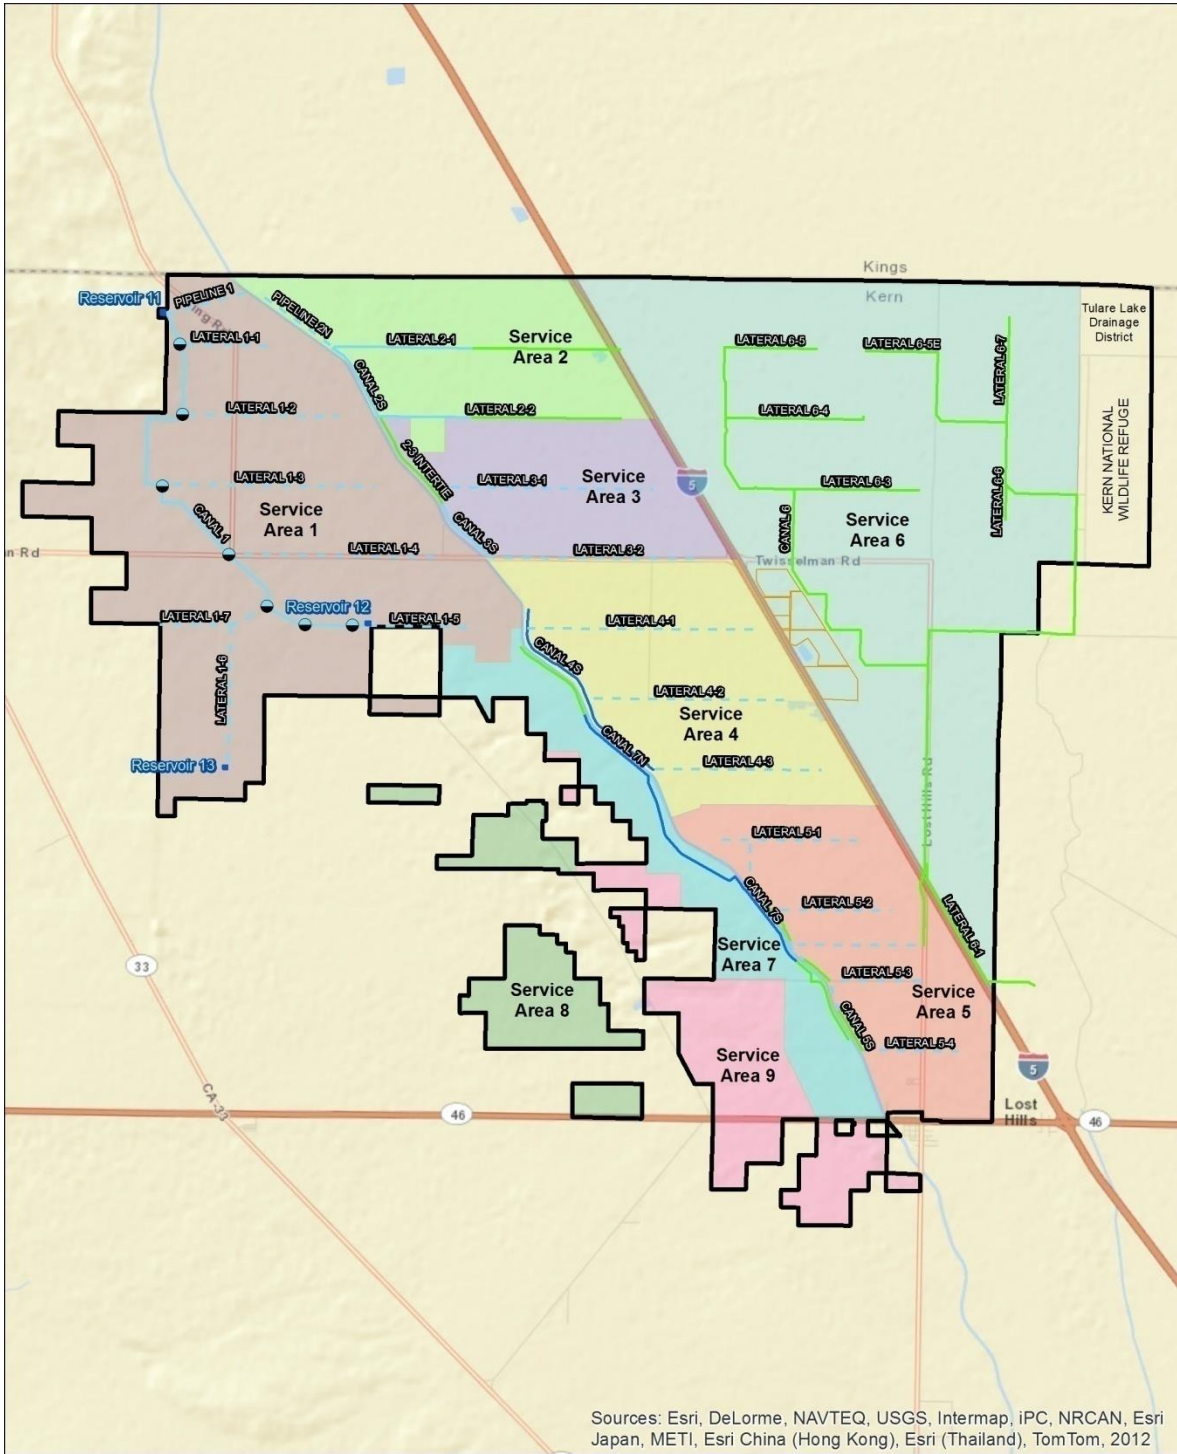 Kings
Kern
Reservoir 11
PIPELINE 1
PIPELINE 2N
Tulare Lake
Drainage
District
LATERAL 1-1
LATERAL 2-1
Service
Area 2
LATERAL 6-5
LATERAL 6-5E
LATERAL 6-7
CANAL 2S
LATERAL 1-2
LATERAL 2-2
LATERAL 6-4
KERN NATIONAL
WILDLIFE REFUGE
2-3 INTERTIE
LATERAL 1-3
LATERAL 3-1
Service
Area 3
5
LATERAL 6-3
LATERAL 6-6
Service
Area 1
CANAL 1
CANAL 3S
CANAL 6
Service
Area 6
n Rd
LATERAL 1-4
LATERAL 3-2
Twisselman Rd
Reservoir 12
LATERAL 1-7
LATERAL 1-5
LATERAL 4-1
CANAL 4S
LATERAL 1-6
LATERAL 4-2
Service
Area 4
CANAL 7N
Reservoir 13
LATERAL 4-3
Lost Hills Rd
LATERAL 5-1
CANAL 7S
LATERAL 5-2
LATERAL 6-1
Service
Area 7
33
LATERAL 5-3
Service
Area 8
Service
Area 5
CANAL 5S
LATERAL 5-4
Service
Area 9
5
CA-33
46
Lost
Hills
46
Sources: Esri, DeLorme, NAVTEQ, USGS, Intermap, iPC, NRCAN, Esri
Japan, METI, Esri China (Hong Kong), Esri (Thailand), TomTom, 2012